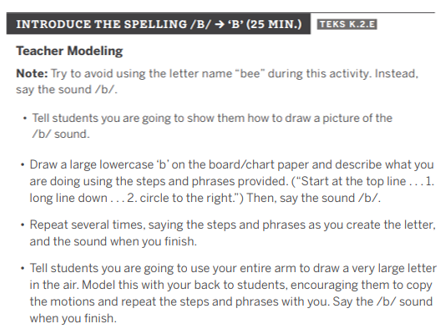 INTRODUCE THE SPELLING /B/ → ‘B’ (25 MIN.) TEKS K.2.E
Teacher Modeling
Note: Try to avoid using the letter name “bee” during this activity. Instead,
say the sound /b/.
• Tell students you are going to show them how to draw a picture of the
/b/ sound.
• Draw a large lowercase ‘b’ on the board/chart paper and describe what you
are doing using the steps and phrases provided. (“Start at the top line . . . 1.
long line down . . . 2. circle to the right.”) Then, say the sound /b/.
• Repeat several times, saying the steps and phrases as you create the letter,
and the sound when you finish.
• Tell students you are going to use your entire arm to draw a very large letter
in the air. Model this with your back to students, encouraging them to copy
the motions and repeat the steps and phrases with you. Say the /b/ sound
when you finish.